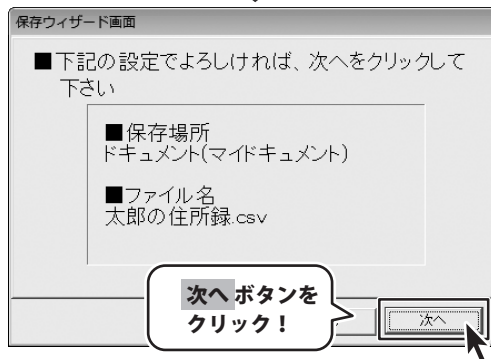 保存ウィザード画面
■下記の設定でよろしければ、次へをクリックして
下さい
■保存場所
ドキュメント(マイドキュメント)
■ファイル名
太郎の住所録.csv
次へボタンを
クリック！
次へ